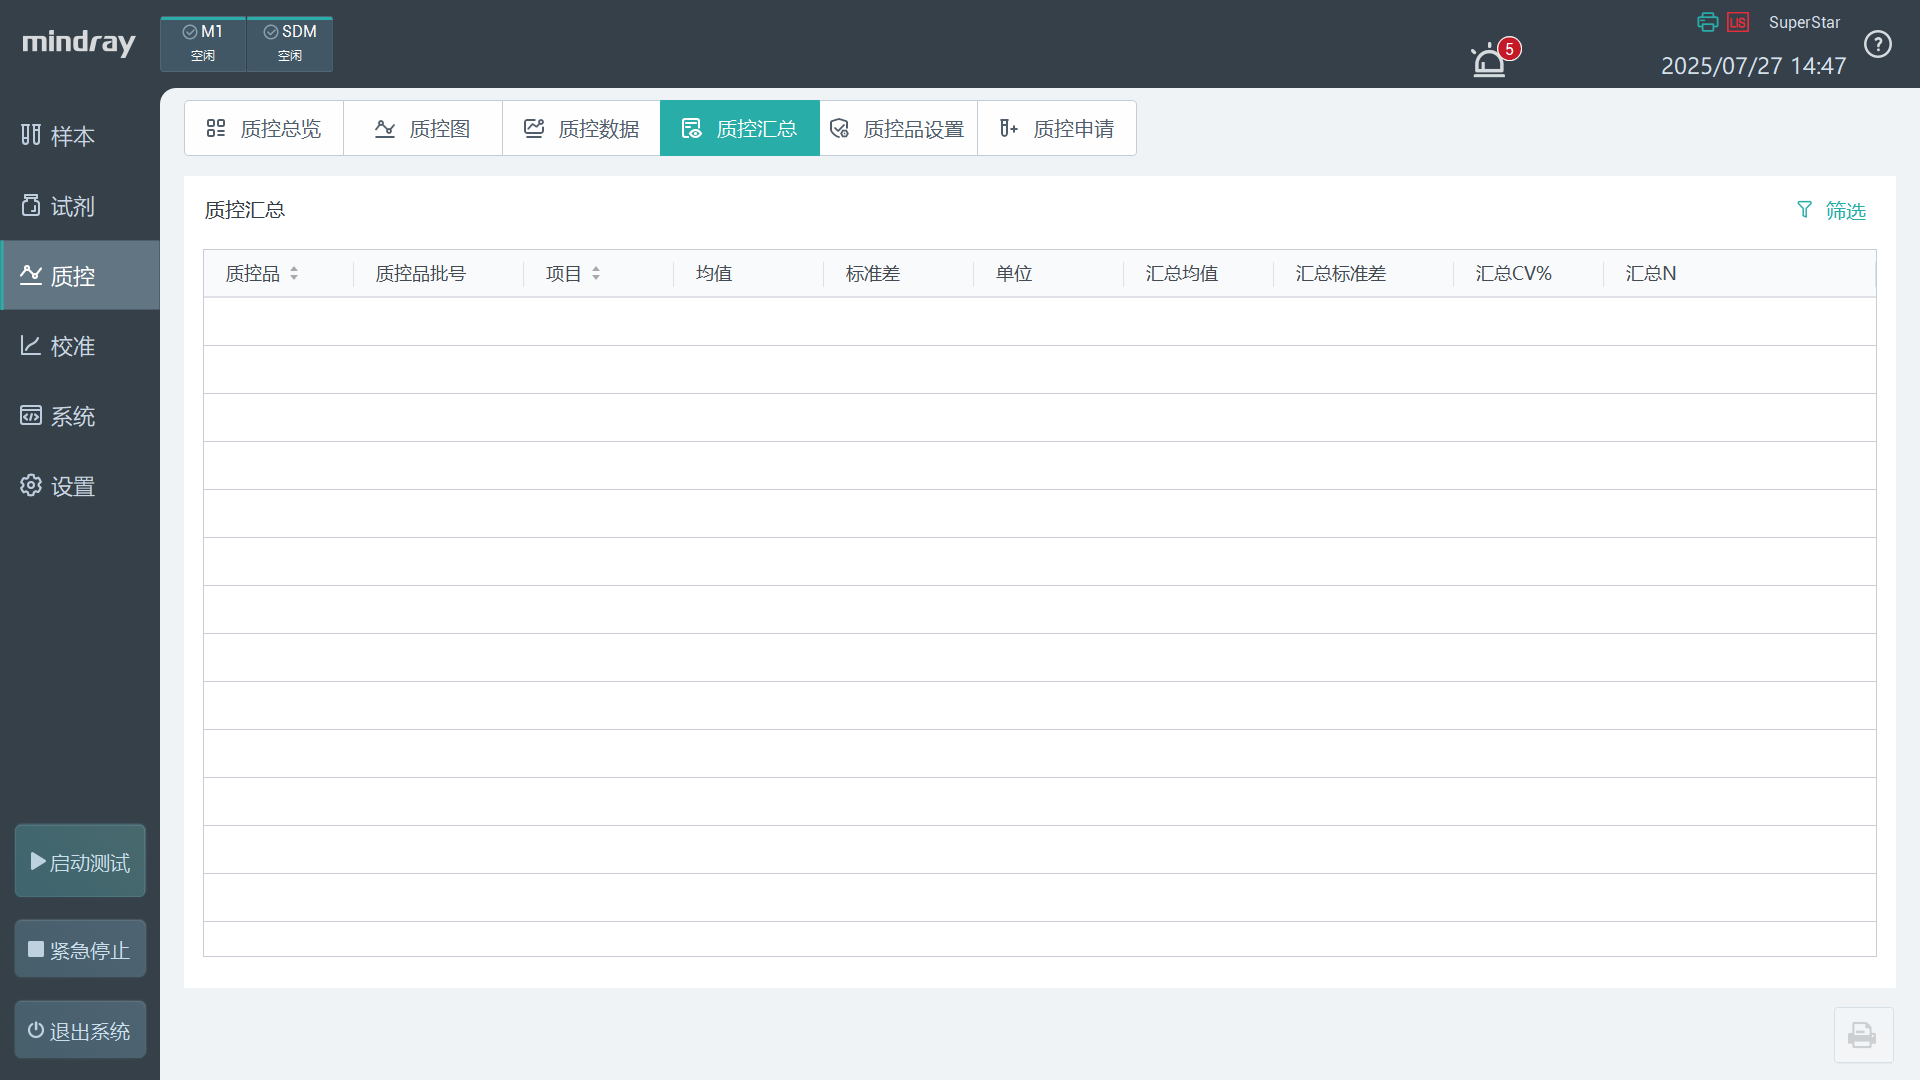 mindray
M1
空闲
SDM
空闲
5
LIS
SuperStar
2025/07/27 14:47
?
样本
试剂
质控
校准
系统
设置
启动测试
紧急停止
退出系统
质控总览
质控图
质控数据
质控汇总
质控品设置
质控申请
质控汇总
筛选
质控品 质控品批号 项目 均值 标准差 单位 汇总均值 汇总标准差 汇总CV% 汇总N